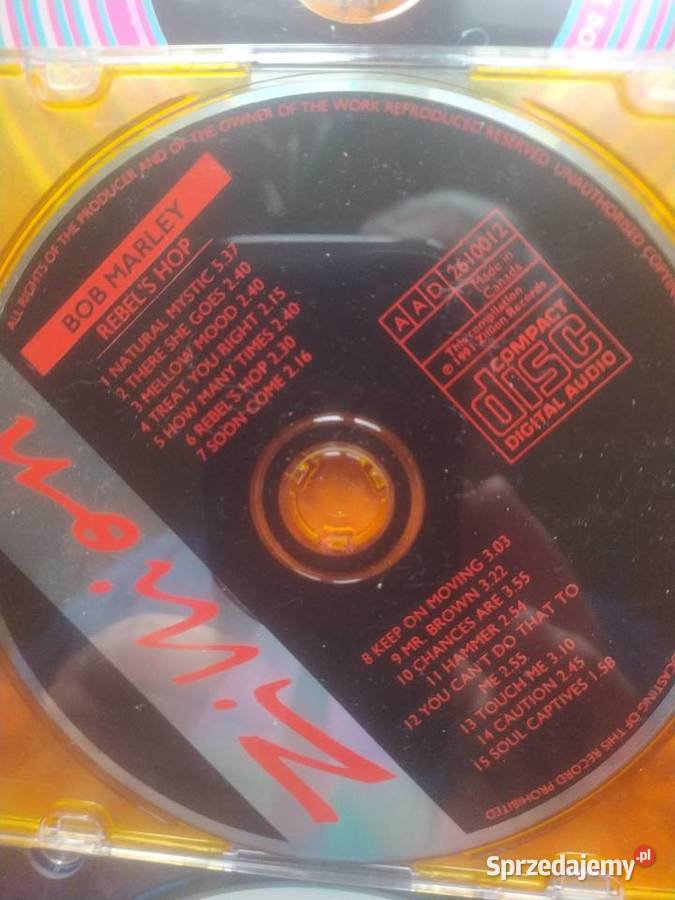 ALL RIGHTS OF THE PRODUCER AND OF THE OWNER OF THE WORK REPRODUCED RESERVED UNAUTHORISED COPYING
BOB MARLEY
REBEL'S HOP
1 NATURAL MYSTIC 5.37
2 THERE SHE GOES 2.40
3 MELLOW MOOD 2.40
4 TREAT YOU RIGHT 2.15
5 HOW MANY TIMES 2.40
6 REBEL'S HOP 2.30
7 SOON COME 2.16
AAD 2610012
Made in
Canada
This compilation
℗ 1991 Zillion Records
COMPACT
disc
DIGITAL AUDIO
Zillion
8 KEEP ON MOVING 3.03
9 MR. BROWN 3.22
10 CHANCES ARE 3.55
11 HAMMER 2.54
12 YOU CAN'T DO THAT TO
ME 2.55
13 TOUCH ME 3.10
14 CAUTION 2.45
15 SOUL CAPTIVES 1.58
OF THIS RECORD PROHIBITED
Sprzedajemy.pl